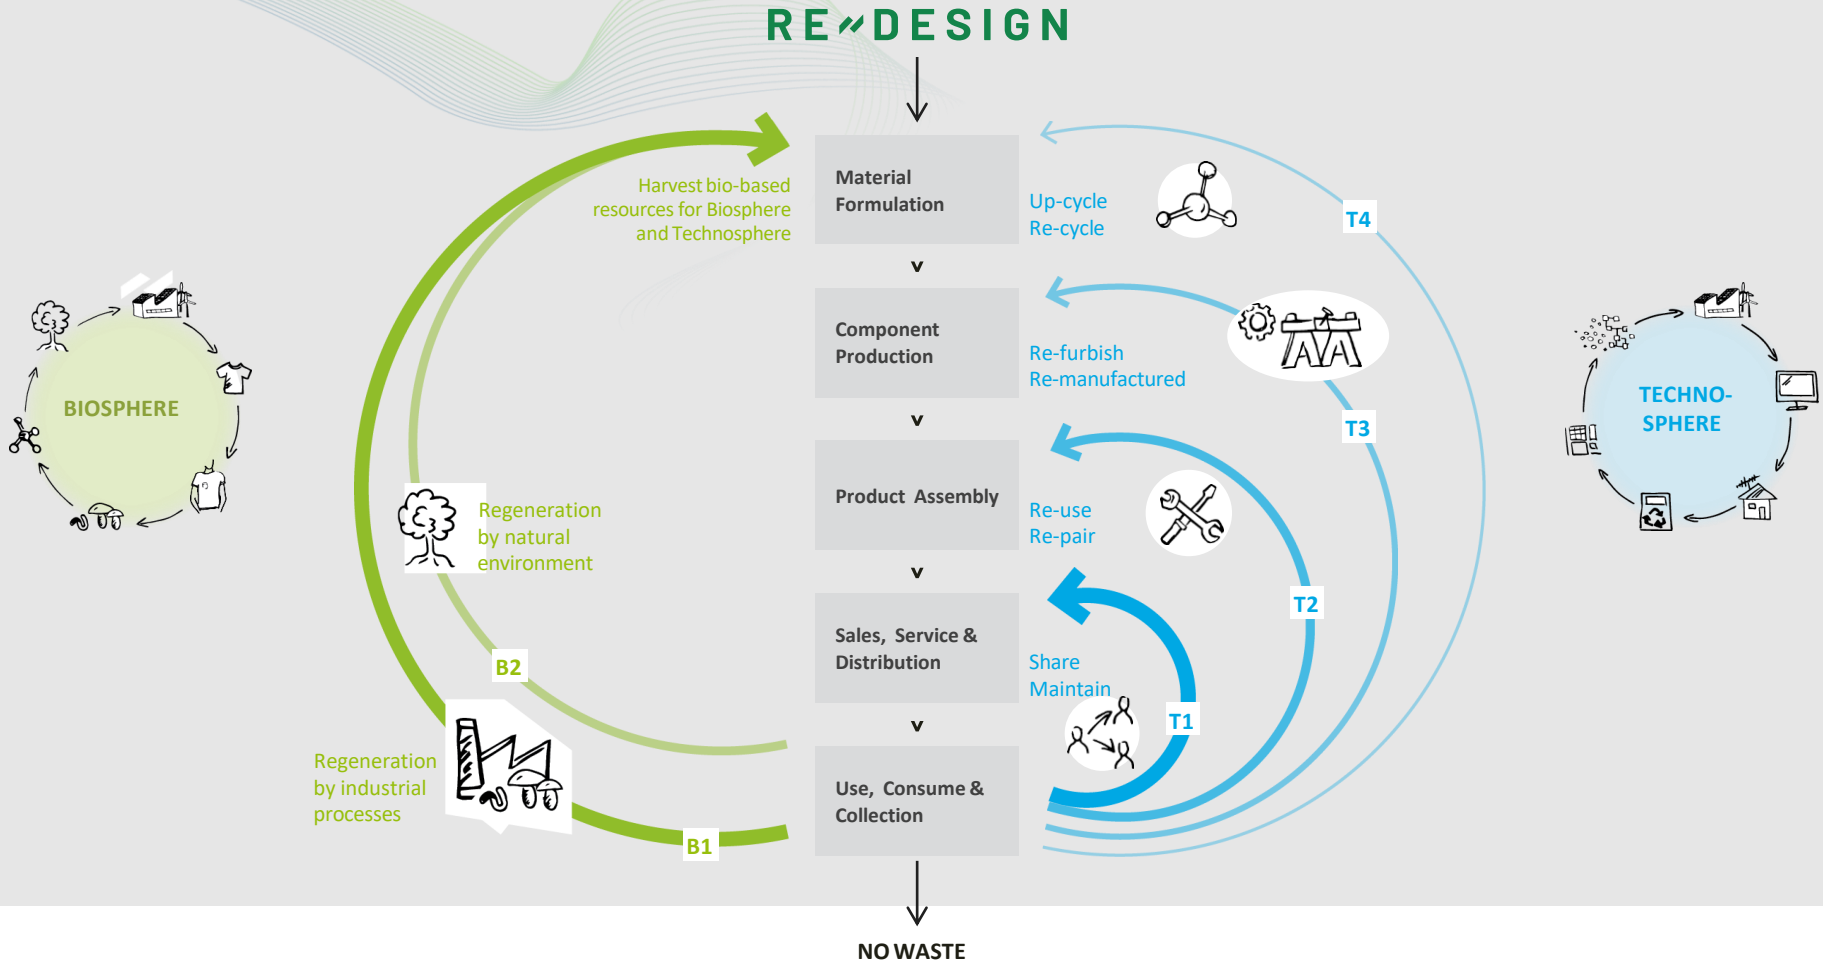 RE DESIGN
Harvest bio-based
resources for Biosphere
and Technosphere
Material
Formulation
Up-cycle
Re-cycle
T4
v
Component
Production
Re-furbish
Re-manufactured
T3
v
BIOSPHERE
TECHNO-
SPHERE
Product Assembly
Re-use
Re-pair
Regeneration
by natural
environment
v
T2
Sales, Service &
Distribution
Share
Maintain
B2
T1
v
Regeneration
by industrial
processes
Use, Consume &
Collection
B1
NO WASTE